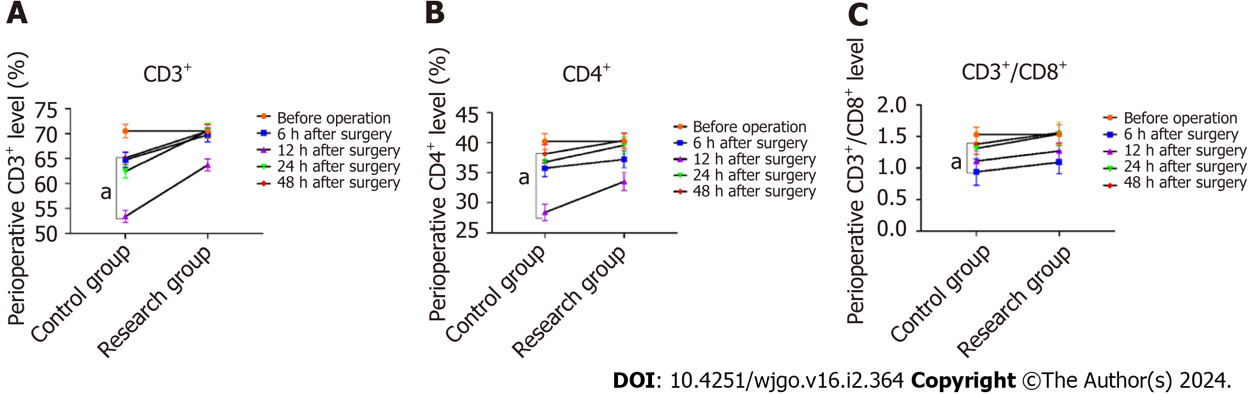 A
Perioperative CD3⁺ level (%)
CD3⁺
75
70
65
60
55
50
a
Control group
Research group
Before operation
6 h after surgery
12 h after surgery
24 h after surgery
48 h after surgery
B
Perioperative CD4⁺ level (%)
CD4⁺
45
40
35
30
25
a
Control group
Research group
Before operation
6 h after surgery
12 h after surgery
24 h after surgery
48 h after surgery
C
Perioperative CD3⁺/CD8⁺ level
CD3⁺/CD8⁺
2.0
1.5
1.0
0.5
0.0
a
Control group
Research group
Before operation
6 h after surgery
12 h after surgery
24 h after surgery
48 h after surgery
DOI: 10.4251/wjgo.v16.i2.364 Copyright ©The Author(s) 2024.